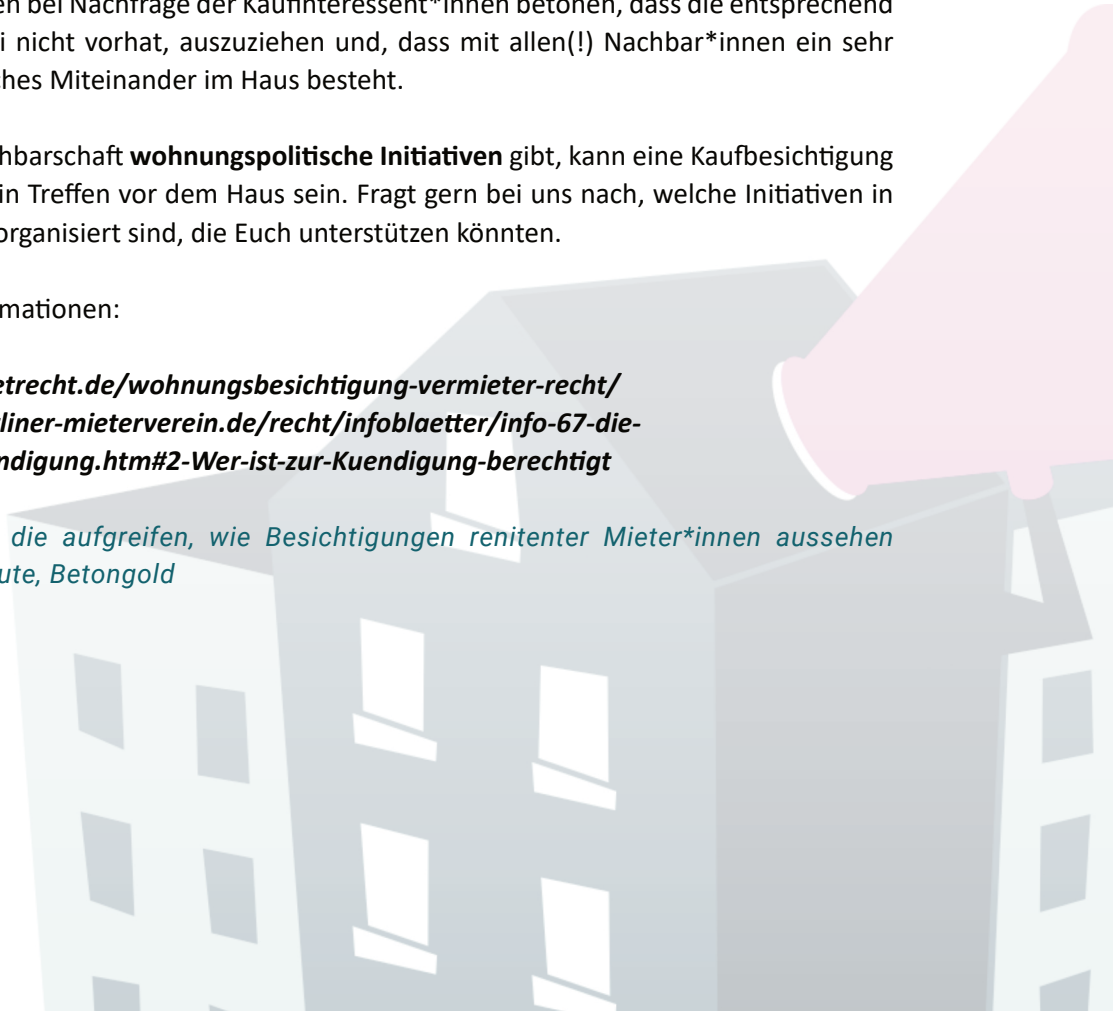 en bei Nachfrage der Kaufinteressent*innen betonen, dass die entsprechend
i nicht vorhat, auszuziehen und, dass mit allen(!) Nachbar*innen ein sehr
ches Miteinander im Haus besteht.
hbarschaft wohnungspolitische Initiativen gibt, kann eine Kaufbesichtigung
in Treffen vor dem Haus sein. Fragt gern bei uns nach, welche Initiativen in
organisiert sind, die Euch unterstützen könnten.
mationen:
etrecht.de/wohnungsbesichtigung-vermieter-recht/
liner-mieterverein.de/recht/infoblaetter/info-67-die-
ndigung.htm#2-Wer-ist-zur-Kuendigung-berechtigt
die aufgreifen, wie Besichtigungen renitenter Mieter*innen aussehen
ute, Betongold